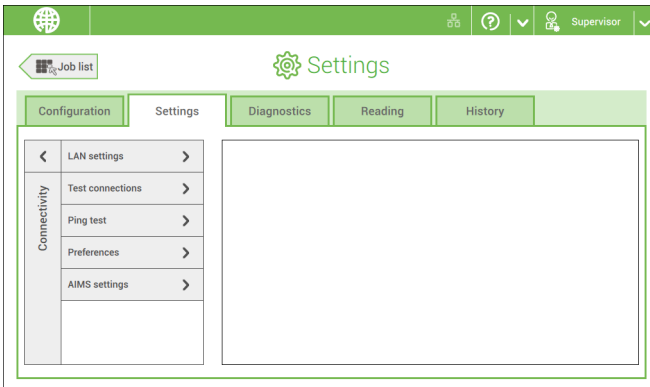 Supervisor
Job list
Settings
Configuration
Settings
Diagnostics
Reading
History
Connectivity
LAN settings
Test connections
Ping test
Preferences
AIMS settings